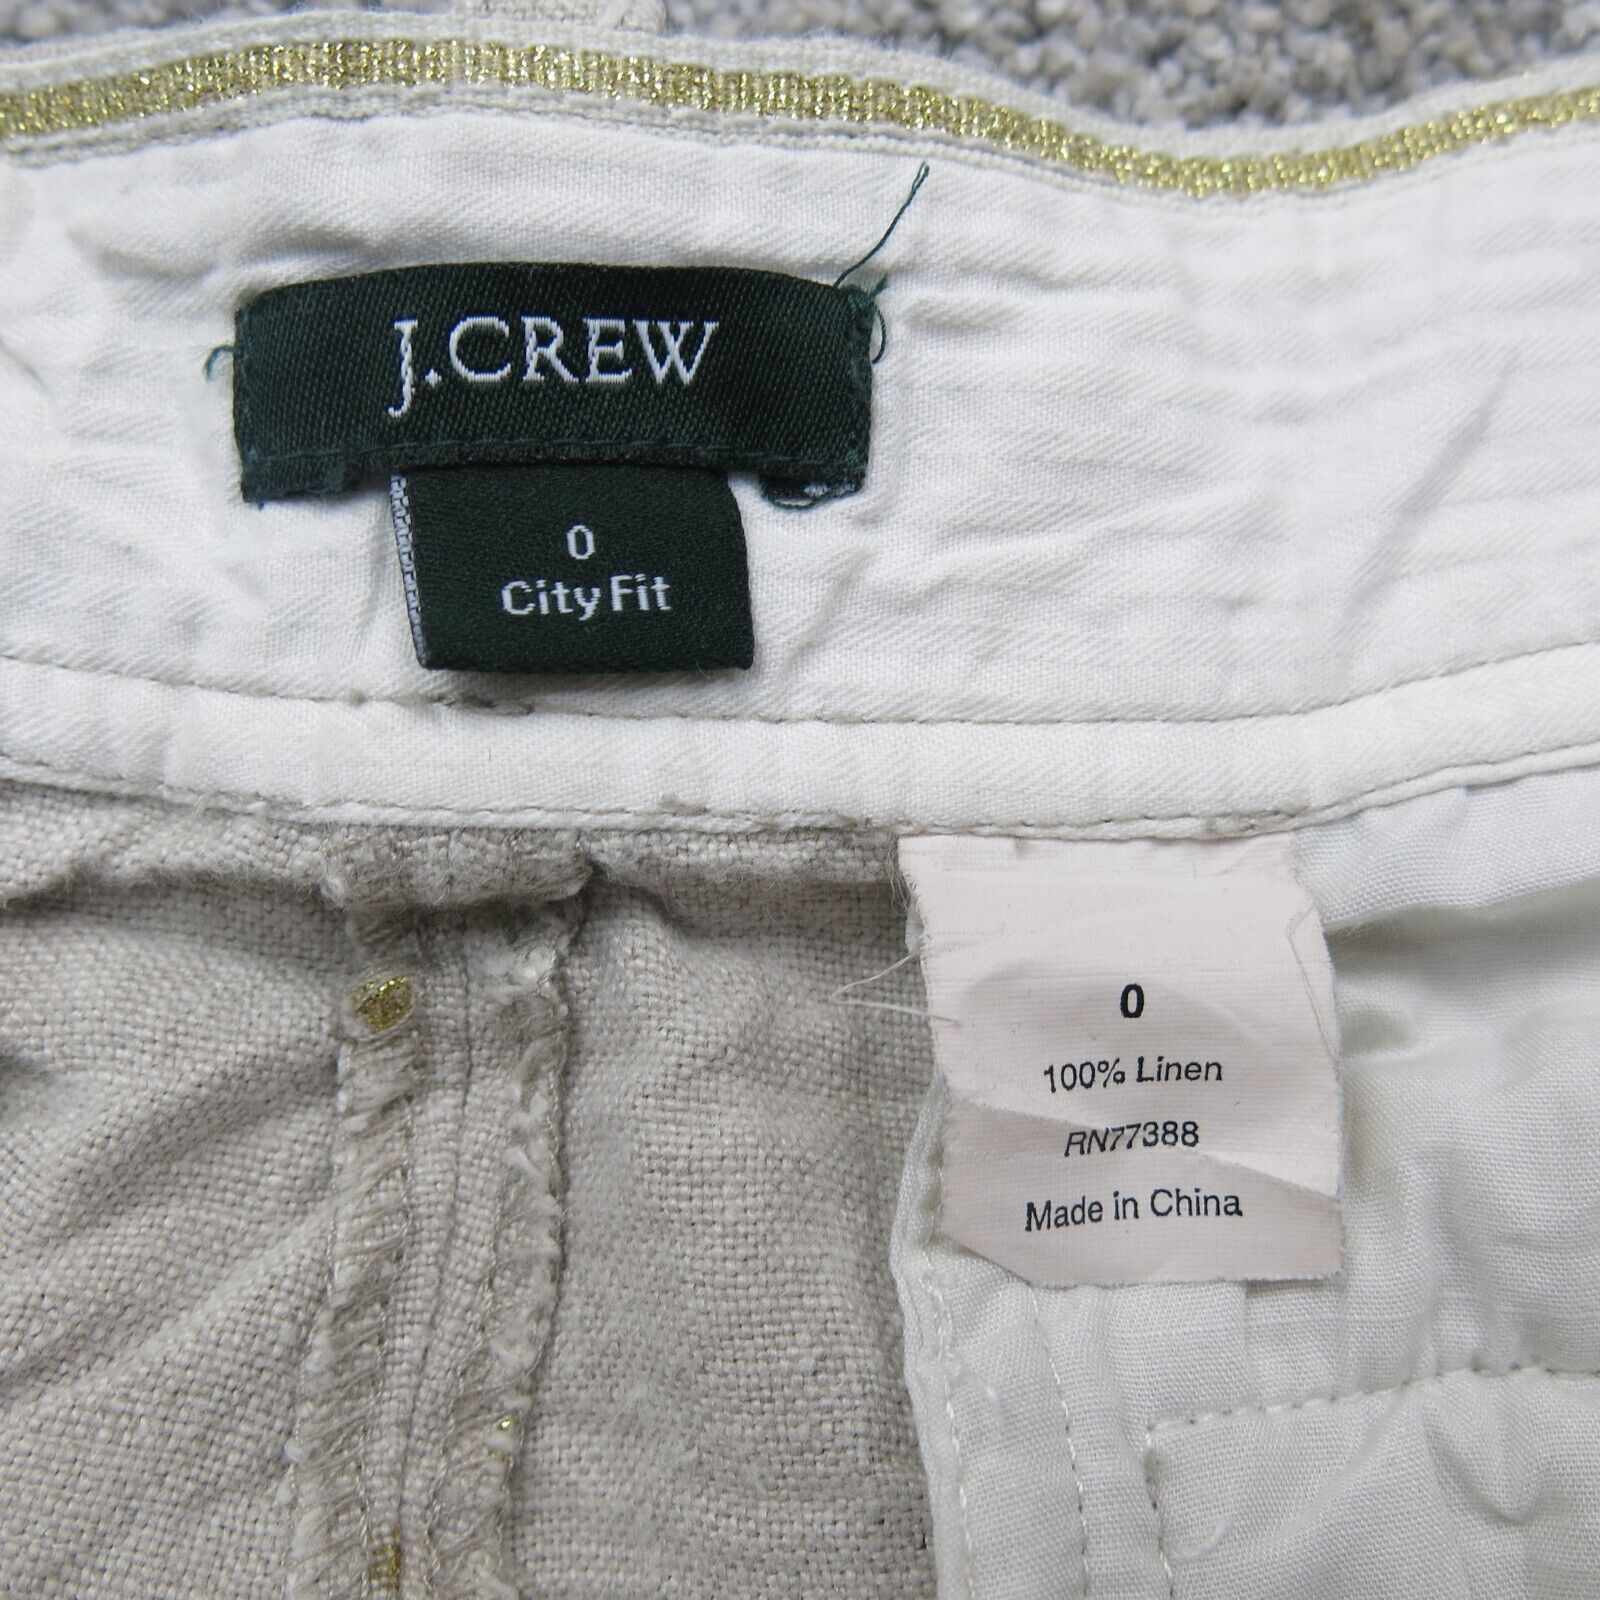 J.CREW
0
City Fit
0
100% Linen
RN77388
Made in China